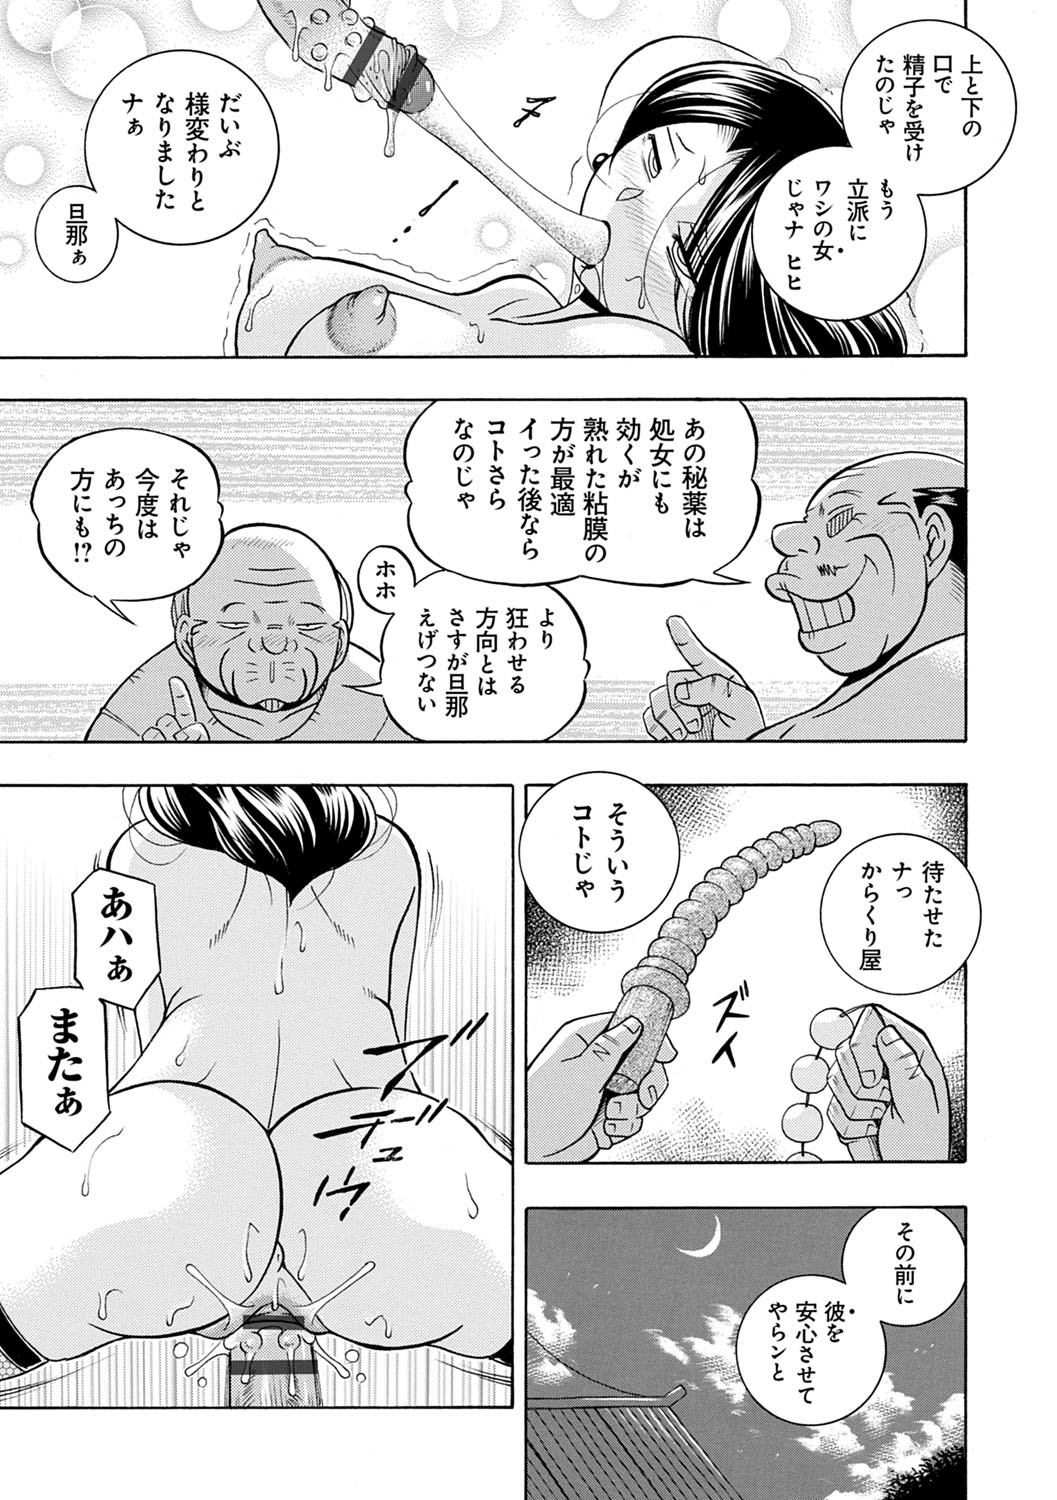 上と下の
口で
精子を受け
たのじゃ
もう
立派に
ワシの女
じゃナ ヒヒ
だいぶ
様変わりと
なりました
ナぁ
旦那ぁ
あの秘薬は
処女にも
効くが
熟れた粘膜の
方が最適
イった後なら
コトさら
なのじゃ
より
狂わせる
方向とは
さすが旦那
えげつない
ホホ
それじゃ
今度は
あっちの
方にも!?
待たせた
ナっ
からくり屋
そういう
コトじゃ
ズイ
あハぁ
またぁ
ブヂュウ
その前に
彼を
安心させて
やらンと